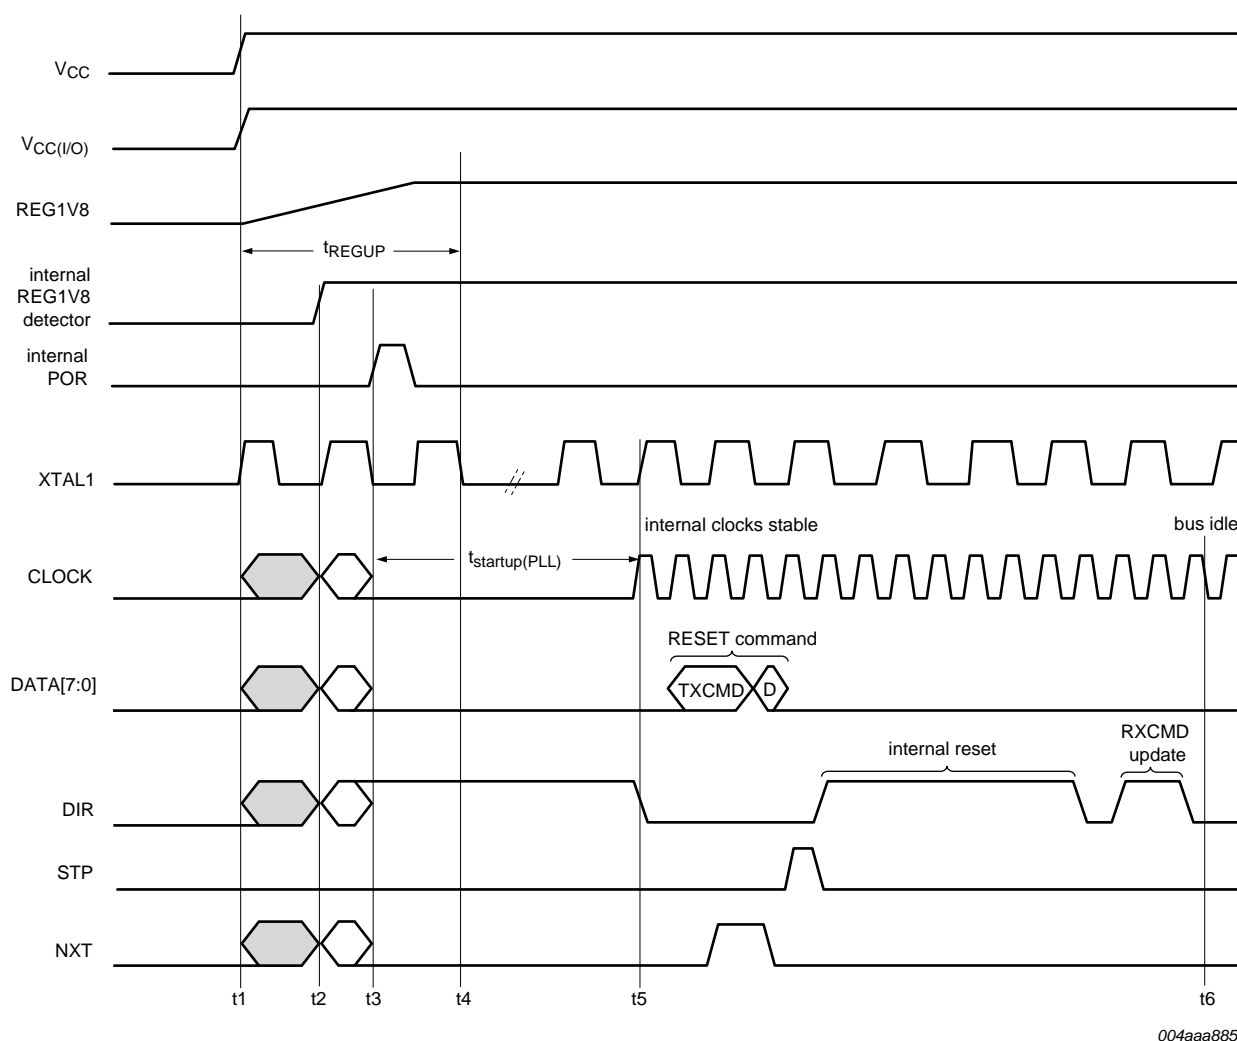 VCC
VCC(I/O)
REG1V8
tREGUP
internal
REG1V8
detector
internal
POR
XTAL1
internal clocks stable
bus idle
CLOCK
tstartup(PLL)
RESET command
DATA[7:0]
TXCMD
D
RXCMD
update
internal reset
DIR
STP
NXT
t1
t2
t3
t4
t5
t6
004aaa885